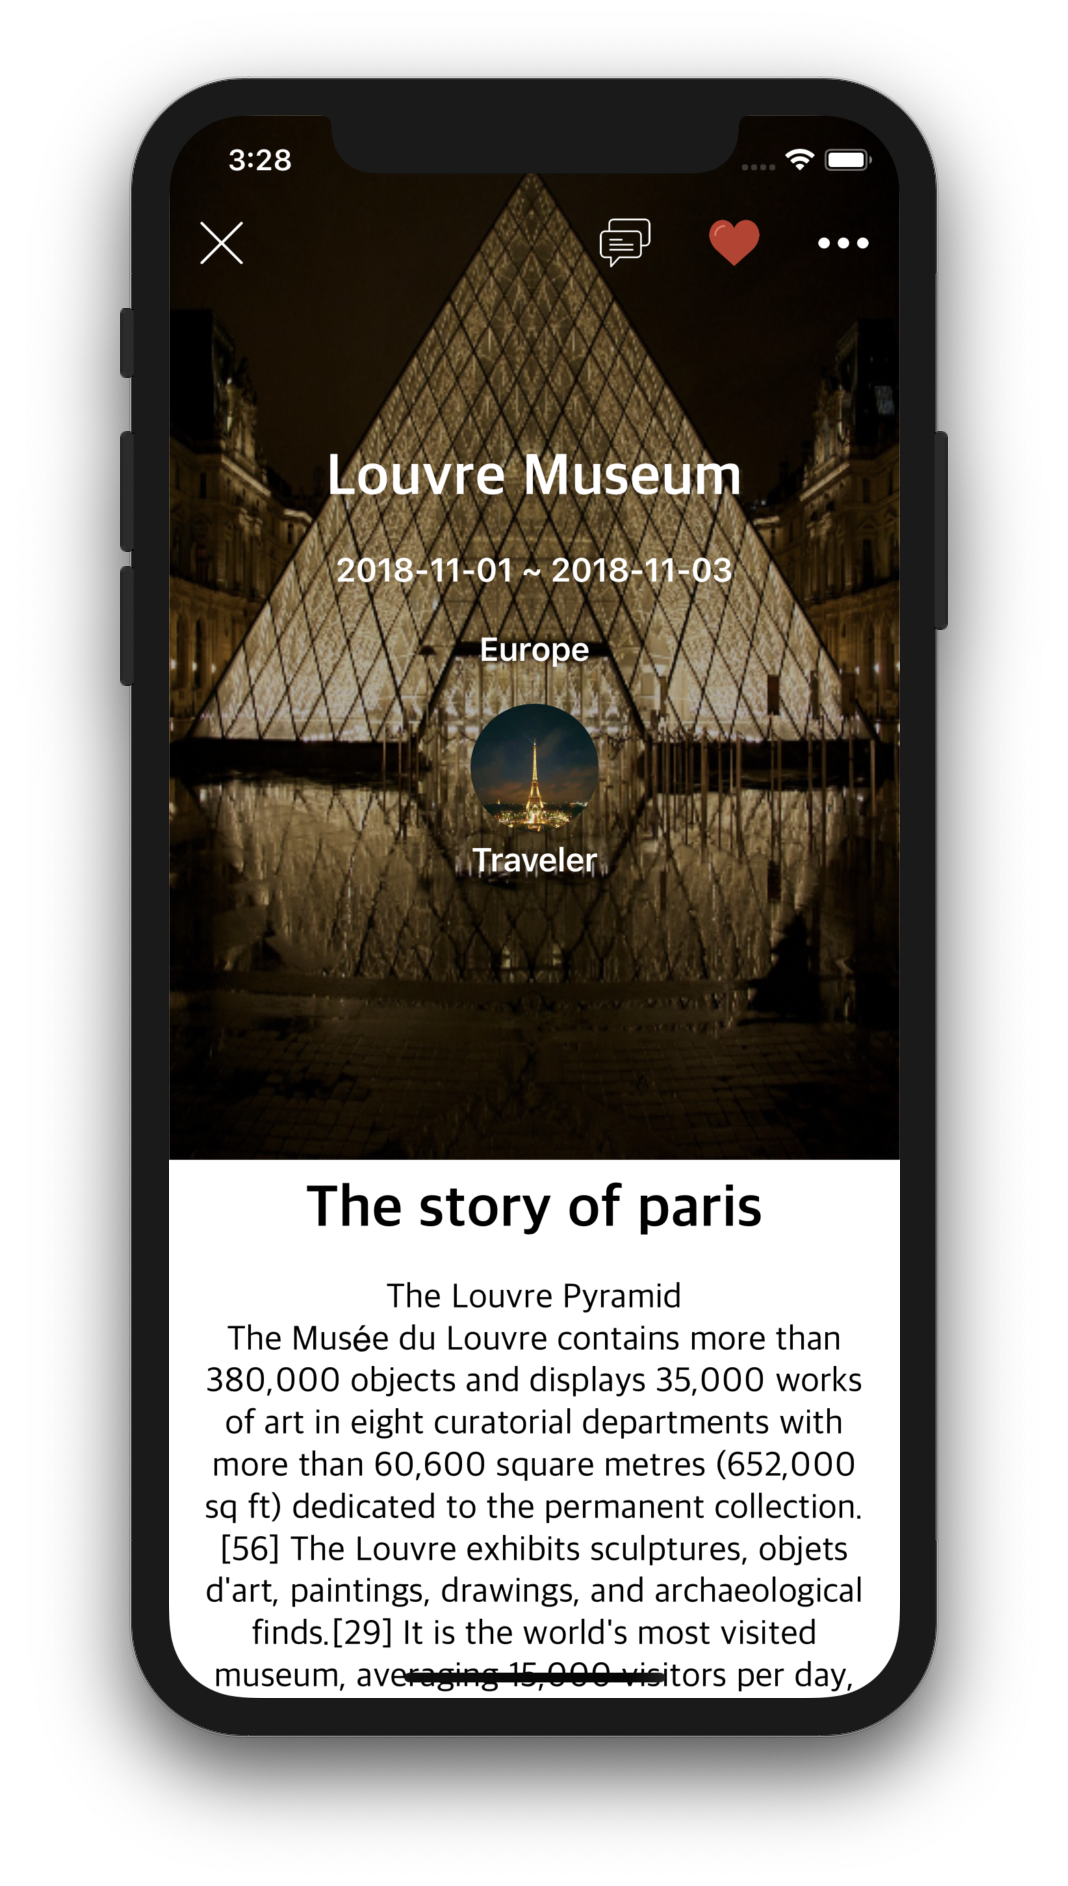 3:28
Louvre Museum
2018-11-01 ~ 2018-11-03
Europe
Traveler
The story of paris
The Louvre Pyramid
The Musée du Louvre contains more than
380,000 objects and displays 35,000 works
of art in eight curatorial departments with
more than 60,600 square metres (652,000
sq ft) dedicated to the permanent collection.
[56] The Louvre exhibits sculptures, objets
d'art, paintings, drawings, and archaeological
finds.[29] It is the world's most visited
museum, averaging 15,000 visitors per day,